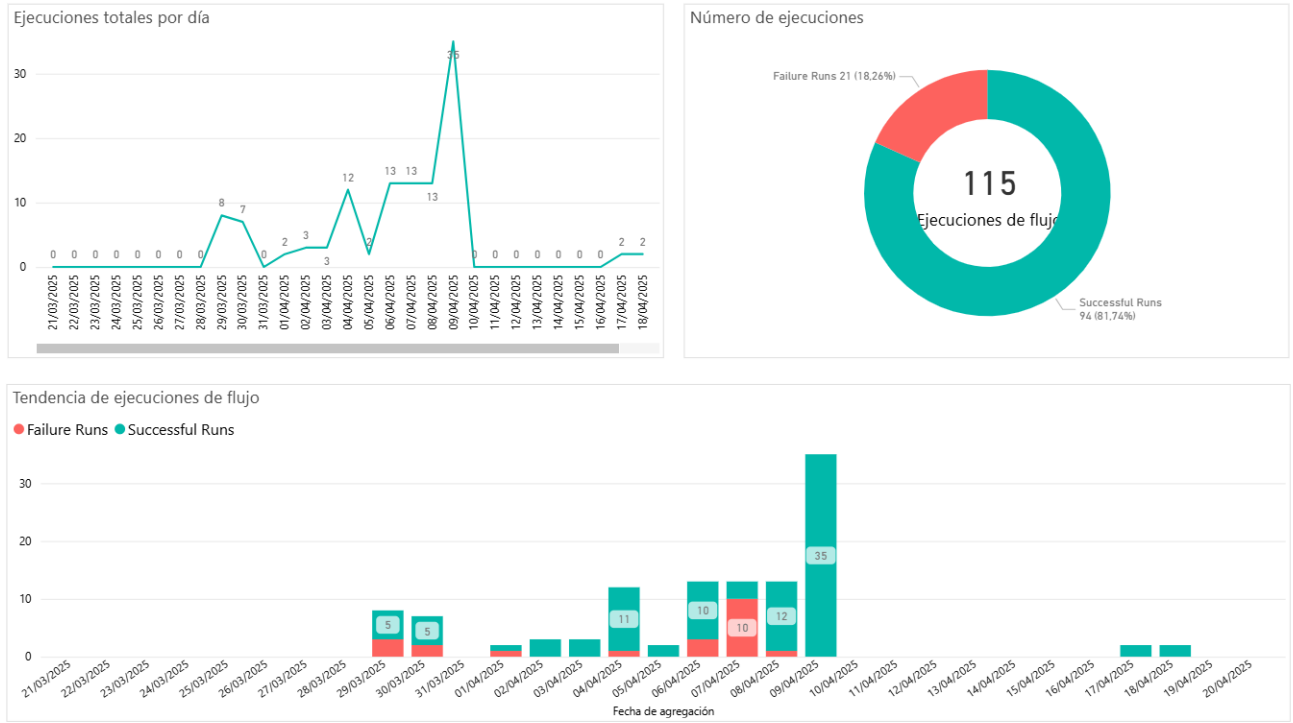 Ejecuciones totales por día
30
20
10
0
0 0 0 0 0 0 0 0 8 7 0 2 3 3 12 2 13 13 13 35 0 0 0 0 0 0 0 2 2
21/03/2025 22/03/2025 23/03/2025 24/03/2025 25/03/2025 26/03/2025 27/03/2025 28/03/2025 29/03/2025 30/03/2025 31/03/2025 01/04/2025 02/04/2025 03/04/2025 04/04/2025 05/04/2025 06/04/2025 07/04/2025 08/04/2025 09/04/2025 10/04/2025 11/04/2025 12/04/2025 13/04/2025 14/04/2025 15/04/2025 16/04/2025 17/04/2025 18/04/2025
Número de ejecuciones
Failure Runs 21 (18,26%)
115
Ejecuciones de flujo
Successful Runs
94 (81,74%)
Tendencia de ejecuciones de flujo
Failure Runs Successful Runs
30
20
10
0
5 5 11 10 10 12 35
21/03/2025 22/03/2025 23/03/2025 24/03/2025 25/03/2025 26/03/2025 27/03/2025 28/03/2025 29/03/2025 30/03/2025 31/03/2025 01/04/2025 02/04/2025 03/04/2025 04/04/2025 05/04/2025 06/04/2025 07/04/2025 08/04/2025 09/04/2025 10/04/2025 11/04/2025 12/04/2025 13/04/2025 14/04/2025 15/04/2025 16/04/2025 17/04/2025 18/04/2025 19/04/2025 20/04/2025
Fecha de agregación